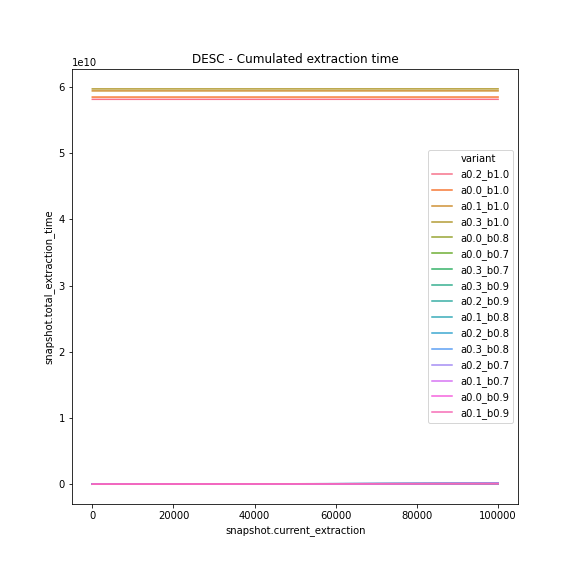 DESC - Cumulated extraction time
1e10
6
5
4
3
2
1
0
snapshot.total_extraction_time
variant
a0.2_b1.0
a0.0_b1.0
a0.1_b1.0
a0.3_b1.0
a0.0_b0.8
a0.0_b0.7
a0.3_b0.7
a0.3_b0.9
a0.2_b0.9
a0.1_b0.8
a0.2_b0.8
a0.3_b0.8
a0.2_b0.7
a0.1_b0.7
a0.0_b0.9
a0.1_b0.9
0 20000 40000 60000 80000 100000
snapshot.current_extraction